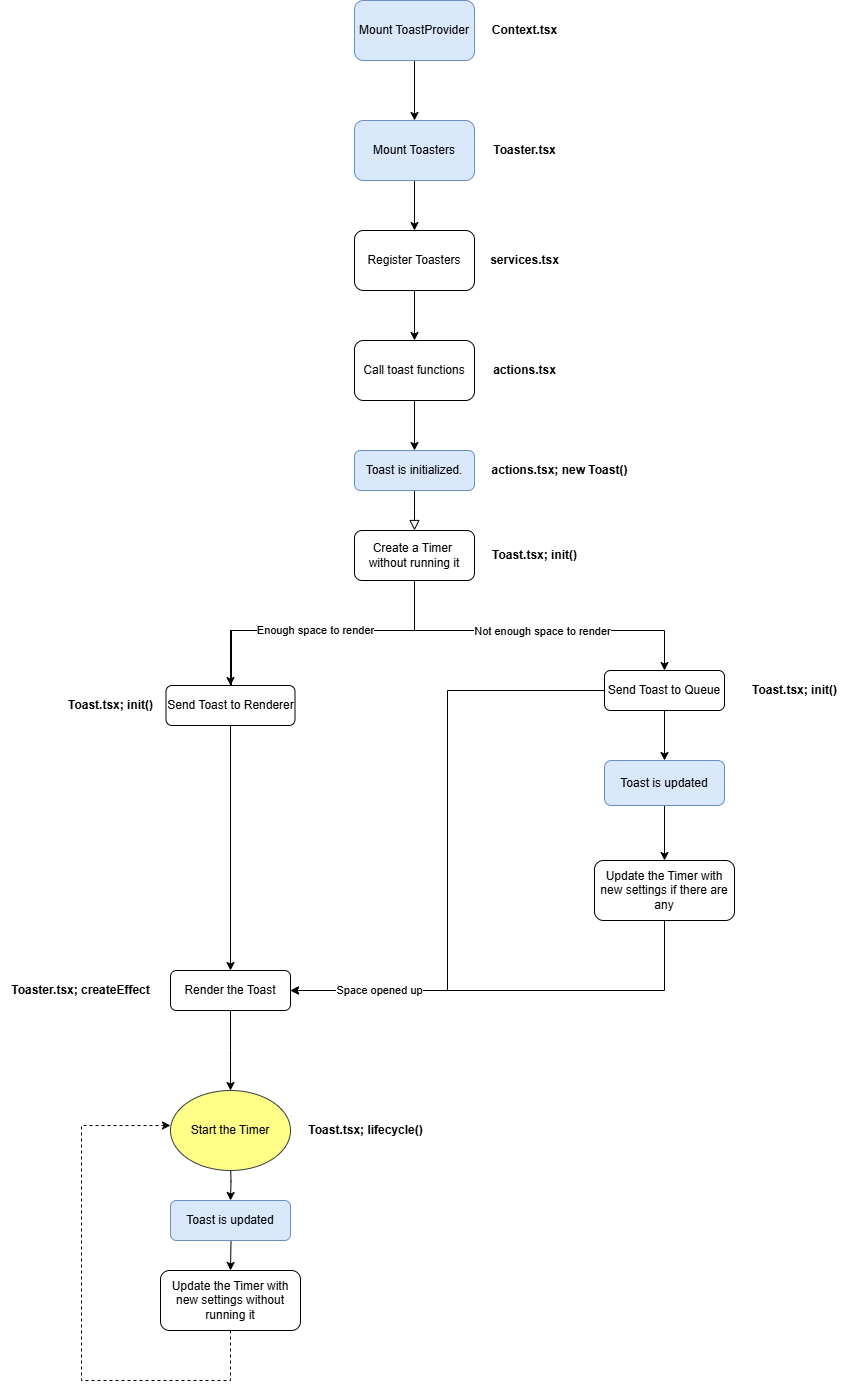 Mount ToastProvider
Context.tsx
Mount Toasters
Toaster.tsx
Register Toasters
services.tsx
Call toast functions
actions.tsx
Toast is initialized.
actions.tsx; new Toast()
Create a Timer
without running it
Toast.tsx; init()
Enough space to render
Not enough space to render
Toast.tsx; init()
Send Toast to Renderer
Send Toast to Queue
Toast.tsx; init()
Toast is updated
Update the Timer with
new settings if there are
any
Toaster.tsx; createEffect
Render the Toast
Space opened up
Start the Timer
Toast.tsx; lifecycle()
Toast is updated
Update the Timer with
new settings without
running it